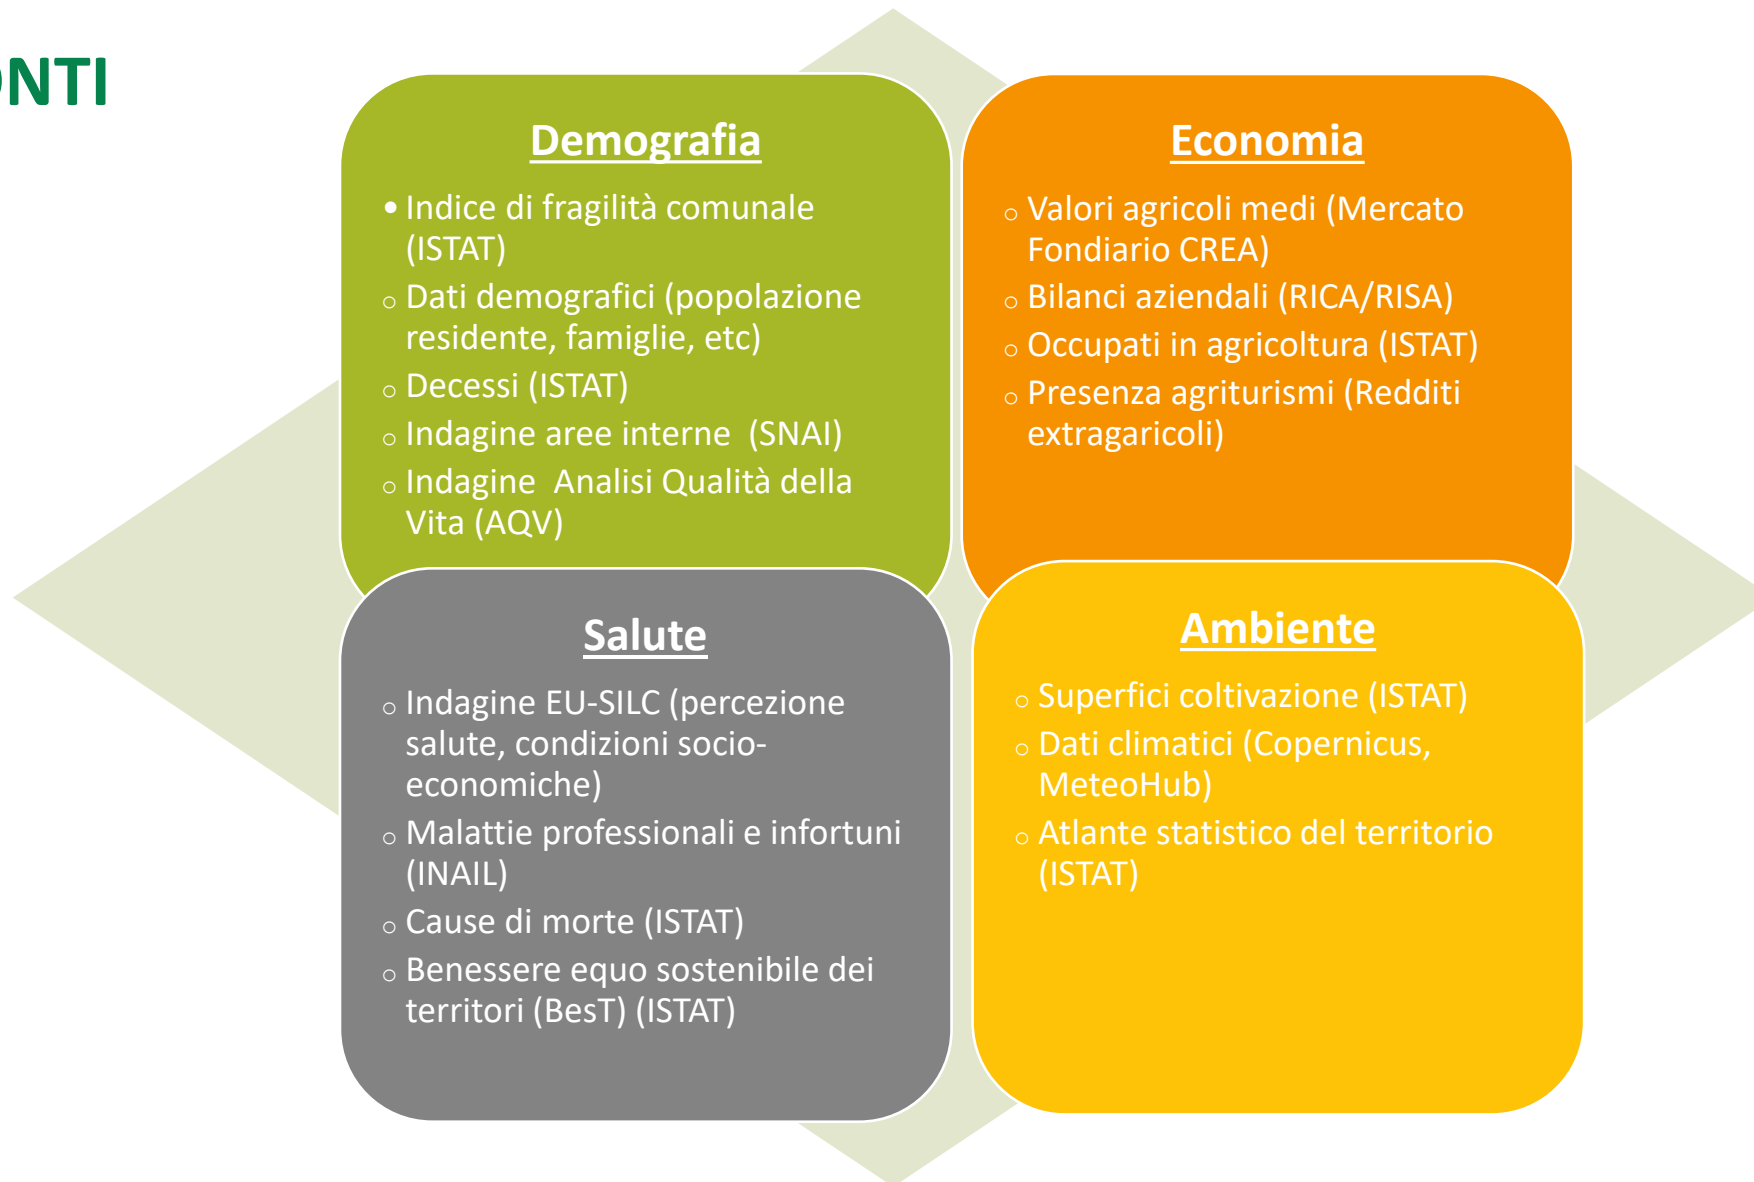 ONTI
Demografia
• Indice di fragilità comunale
(ISTAT)
o Dati demografici (popolazione
residente, famiglie, etc)
o Decessi (ISTAT)
o Indagine aree interne (SNAI)
o Indagine Analisi Qualità della
Vita (AQV)
Economia
o Valori agricoli medi (Mercato
Fondiario CREA)
o Bilanci aziendali (RICA/RISA)
o Occupati in agricoltura (ISTAT)
o Presenza agriturismi (Redditi
extragaricoli)
Salute
o Indagine EU-SILC (percezione
salute, condizioni socio-
economiche)
o Malattie professionali e infortuni
(INAIL)
o Cause di morte (ISTAT)
o Benessere equo sostenibile dei
territori (BesT) (ISTAT)
Ambiente
o Superfici coltivazione (ISTAT)
o Dati climatici (Copernicus,
MeteoHub)
o Atlante statistico del territorio
(ISTAT)